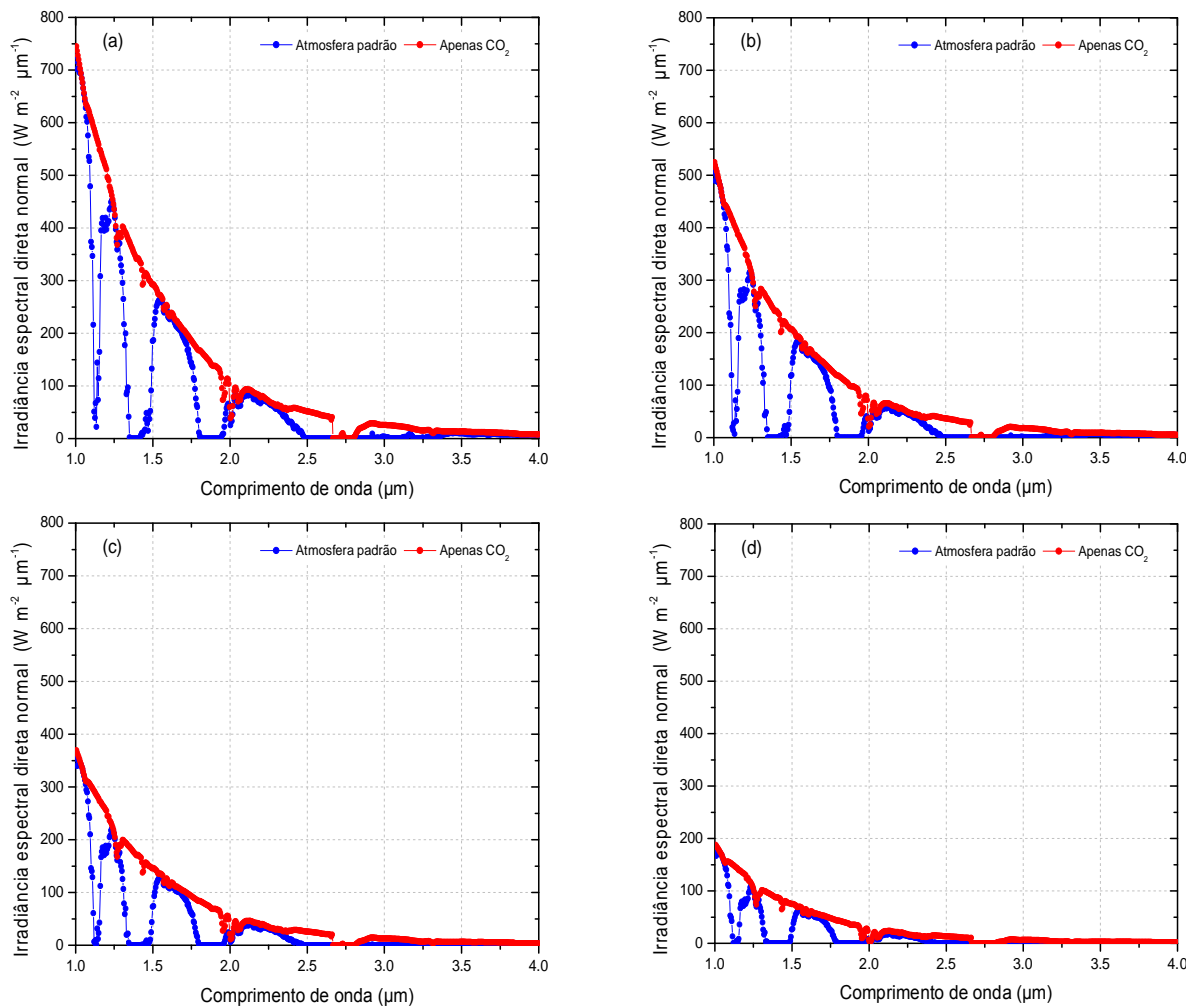 (a) Atmosfera padrão Apenas CO₂
800
700
600
500
400
300
200
100
0
Irradiância espectral direta normal (W m⁻² µm⁻¹)
1.0 1.5 2.0 2.5 3.0 3.5 4.0
Comprimento de onda (µm)
(b) Atmosfera padrão Apenas CO₂
800
700
600
500
400
300
200
100
0
Irradiância espectral direta normal (W m⁻² µm⁻¹)
1.0 1.5 2.0 2.5 3.0 3.5 4.0
Comprimento de onda (µm)
(c) Atmosfera padrão Apenas CO₂
800
700
600
500
400
300
200
100
0
Irradiância espectral direta normal (W m⁻² µm⁻¹)
1.0 1.5 2.0 2.5 3.0 3.5 4.0
Comprimento de onda (µm)
(d) Atmosfera padrão Apenas CO₂
800
700
600
500
400
300
200
100
0
Irradiância espectral direta normal (W m⁻² µm⁻¹)
1.0 1.5 2.0 2.5 3.0 3.5 4.0
Comprimento de onda (µm)